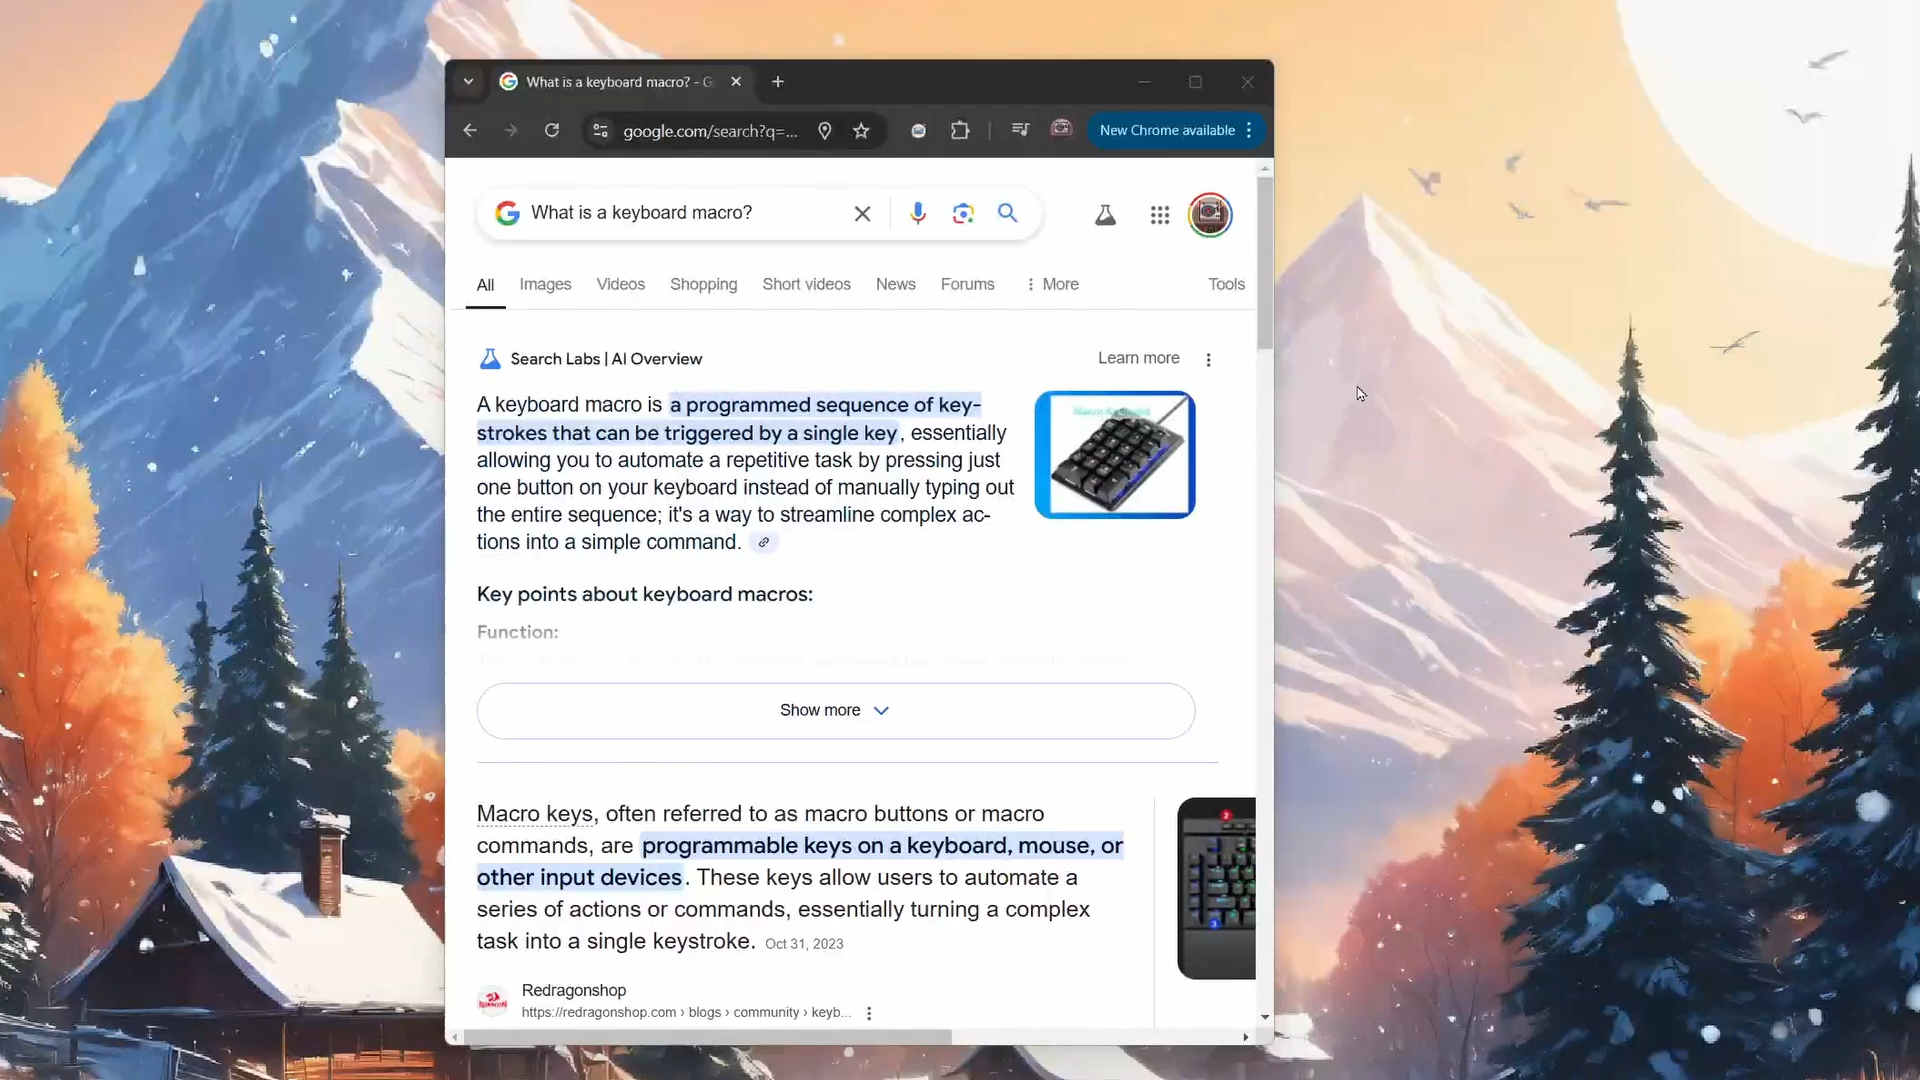 What is a keyboard macro? - G
google.com/search?q=...
New Chrome available
What is a keyboard macro?
All Images Videos Shopping Short videos News Forums More Tools
Search Labs | AI Overview Learn more
A keyboard macro is a programmed sequence of key-
strokes that can be triggered by a single key, essentially
allowing you to automate a repetitive task by pressing just
one button on your keyboard instead of manually typing out
the entire sequence; it's a way to streamline complex ac-
tions into a simple command.
Macro Keyboard
Key points about keyboard macros:
Function:
Show more
Macro keys, often referred to as macro buttons or macro
commands, are programmable keys on a keyboard, mouse, or
other input devices. These keys allow users to automate a
series of actions or commands, essentially turning a complex
task into a single keystroke. Oct 31, 2023
2
3
Redragonshop
https://redragonshop.com › blogs › community › keyb...